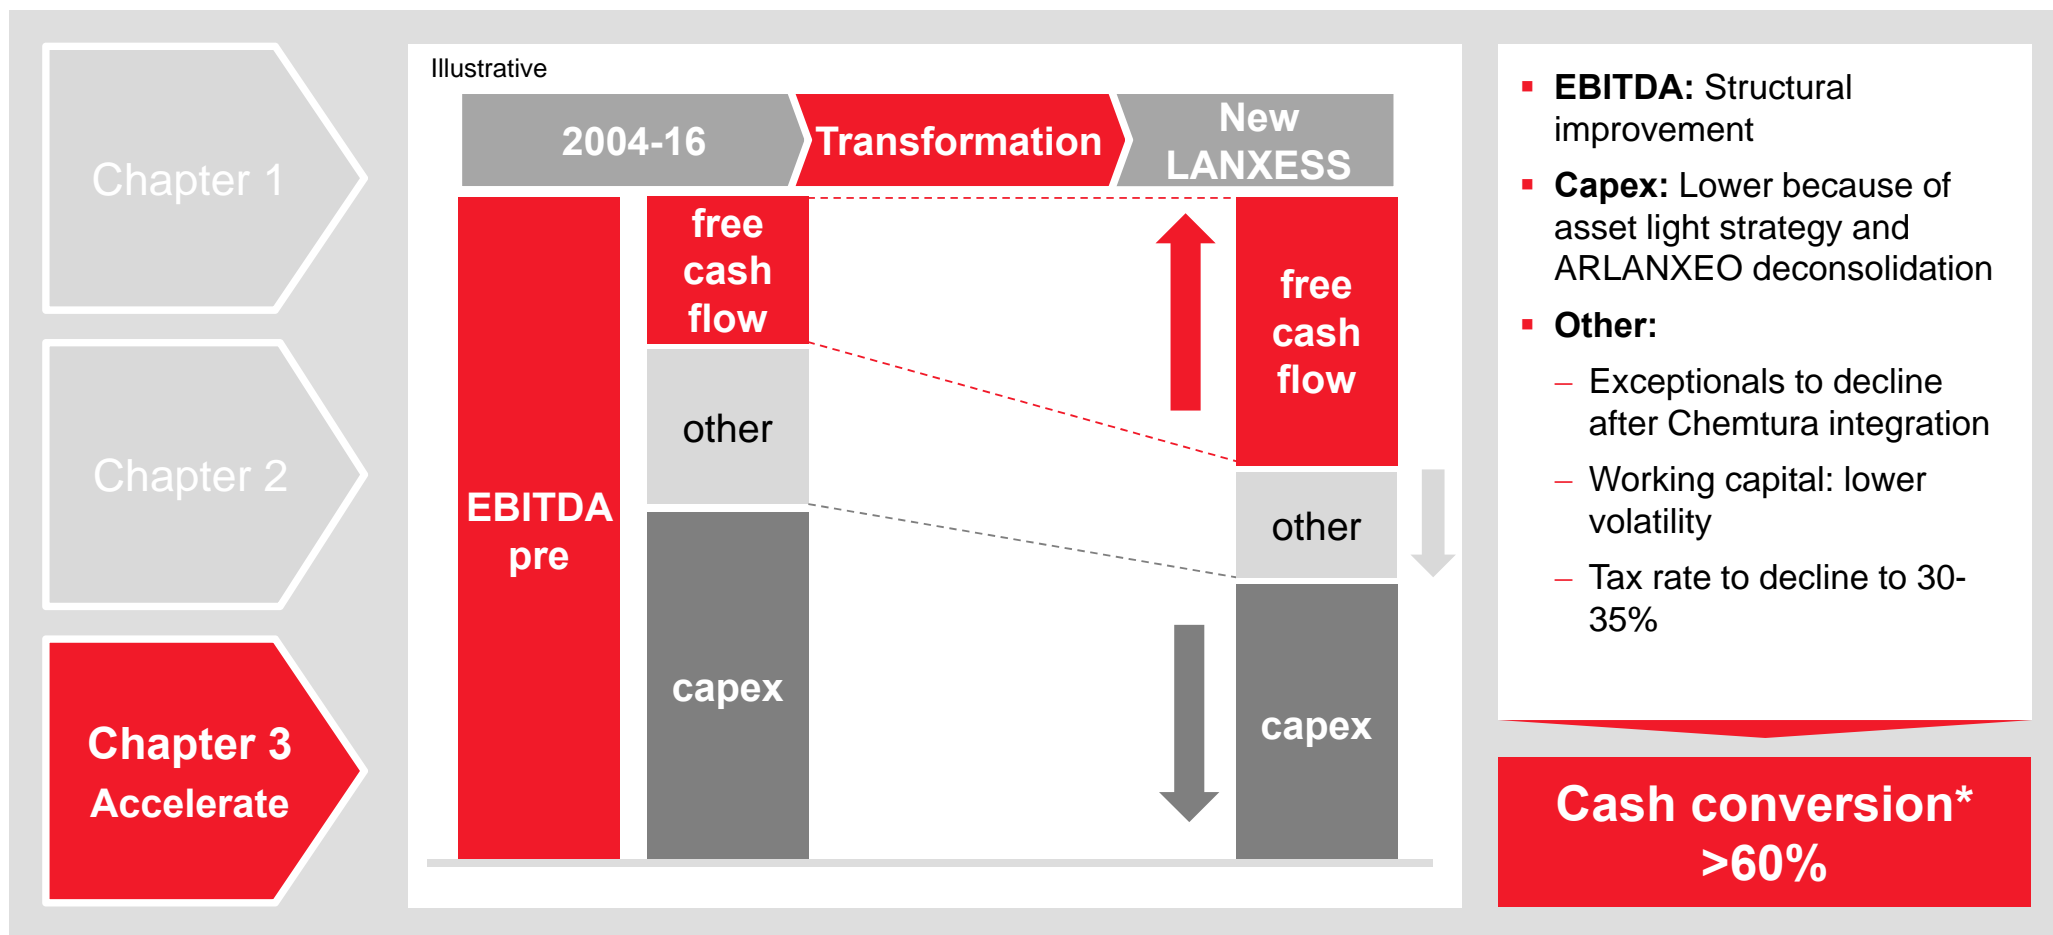 Chapter 1
Chapter 2
Chapter 3
Accelerate
Illustrative
2004-16
Transformation
New
LANXESS
EBITDA
pre
free
cash
flow
other
capex
free
cash
flow
other
capex
▪ EBITDA: Structural
improvement
▪ Capex: Lower because of
asset light strategy and
ARLANXEO deconsolidation
▪ Other:
– Exceptionals to decline
after Chemtura integration
– Working capital: lower
volatility
– Tax rate to decline to 30-
35%
Cash conversion*
>60%